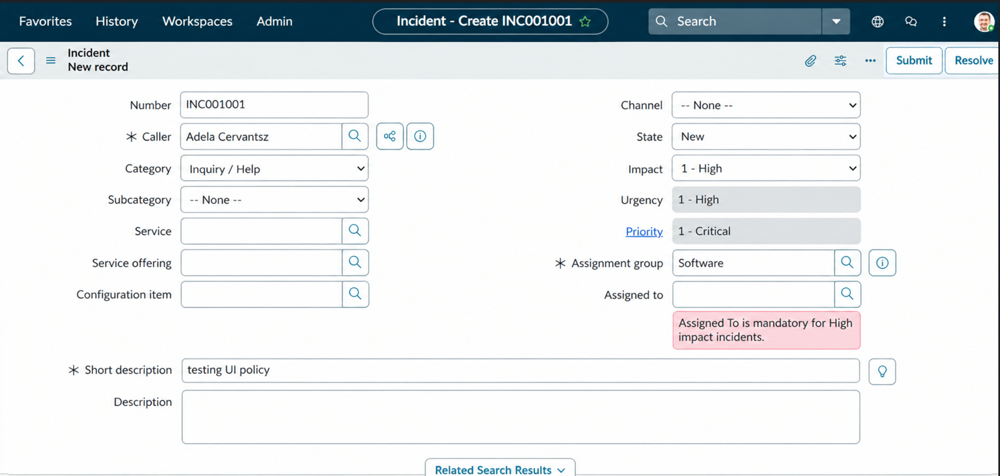 Favorites History Workspaces Admin Incident - Create INC001001 Search
Incident
New record
Submit Resolve
Number INC001001
Channel -- None --
* Caller Adela Cervantsz
State New
Category Inquiry / Help
Impact 1 - High
Subcategory -- None --
Urgency 1 - High
Service
Priority 1 - Critical
Service offering
* Assignment group Software
Configuration item
Assigned to
Assigned To is mandatory for High
impact incidents.
* Short description testing UI policy
Description
Related Search Results